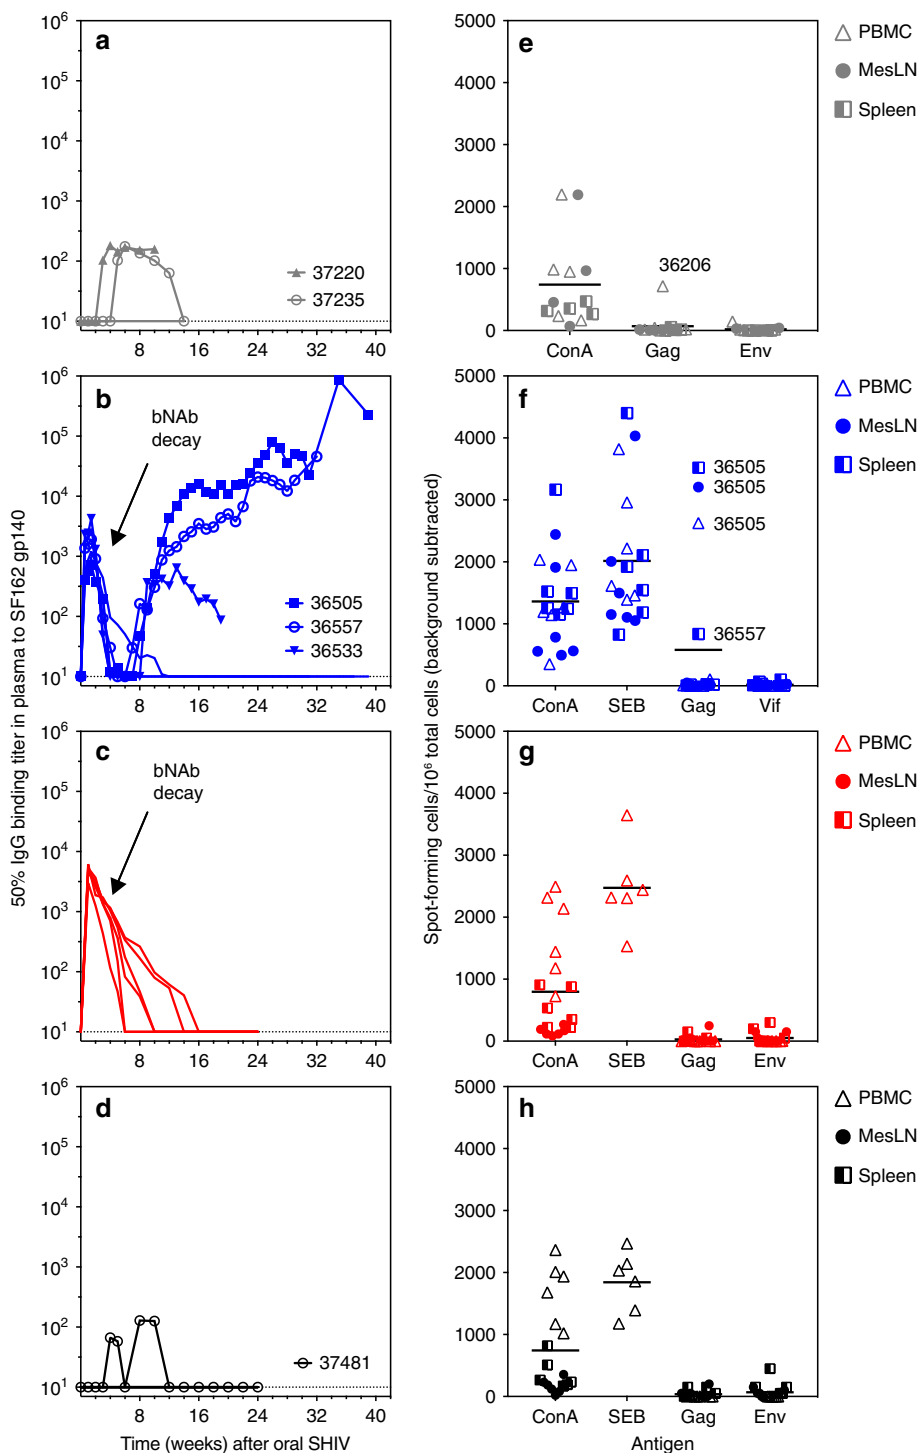 50% IgG binding titer in plasma to SF162 gp140
a
10⁶
10⁵
10⁴
10³
10²
10¹
37220
37235
8 16 24 32 40
b
10⁶
10⁵
10⁴
10³
10²
10¹
bNAb
decay
36505
36557
36533
8 16 24 32 40
c
10⁶
10⁵
10⁴
10³
10²
10¹
bNAb
decay
8 16 24 32 40
d
10⁶
10⁵
10⁴
10³
10²
10¹
37481
8 16 24 32 40
Time (weeks) after oral SHIV
Spot-forming cells/10⁶ total cells (background subtracted)
e
5000
4000
3000
2000
1000
0
36206
ConA Gag Env
PBMC
MesLN
Spleen
f
5000
4000
3000
2000
1000
0
36505
36505
36505
36557
ConA SEB Gag Vif
PBMC
MesLN
Spleen
g
5000
4000
3000
2000
1000
0
ConA SEB Gag Env
PBMC
MesLN
Spleen
h
5000
4000
3000
2000
1000
0
ConA SEB Gag Env
PBMC
MesLN
Spleen
Antigen